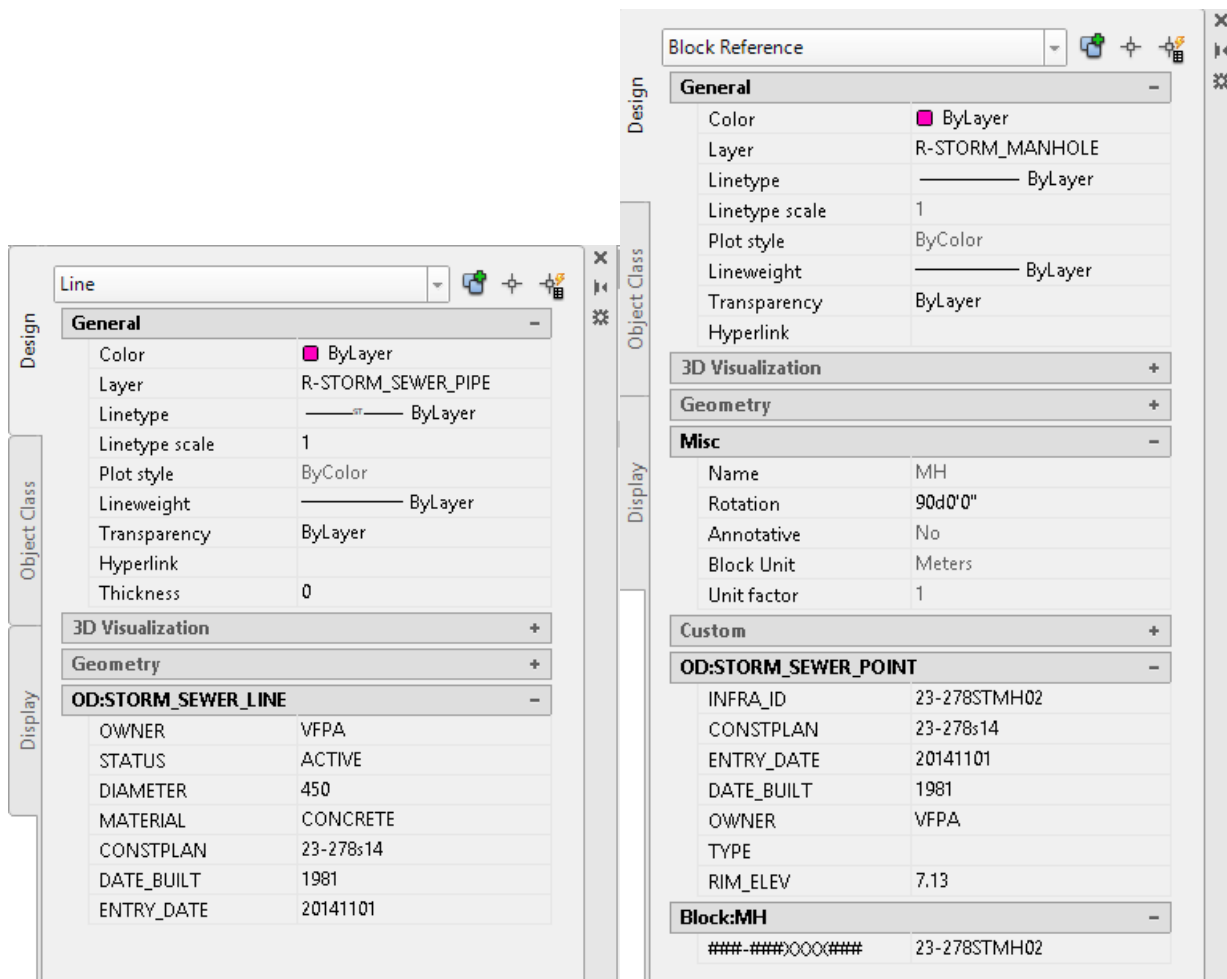 Line
Design
Object Class
Display
General −
Color ByLayer
Layer R-STORM_SEWER_PIPE
Linetype ST ByLayer
Linetype scale 1
Plot style ByColor
Lineweight ByLayer
Transparency ByLayer
Hyperlink
Thickness 0
3D Visualization +
Geometry +
OD:STORM_SEWER_LINE −
OWNER VFPA
STATUS ACTIVE
DIAMETER 450
MATERIAL CONCRETE
CONSTPLAN 23-278s14
DATE_BUILT 1981
ENTRY_DATE 20141101
Block Reference
Design
Object Class
Display
General −
Color ByLayer
Layer R-STORM_MANHOLE
Linetype ByLayer
Linetype scale 1
Plot style ByColor
Lineweight ByLayer
Transparency ByLayer
Hyperlink
3D Visualization +
Geometry +
Misc −
Name MH
Rotation 90d0'0"
Annotative No
Block Unit Meters
Unit factor 1
Custom +
OD:STORM_SEWER_POINT −
INFRA_ID 23-278STMH02
CONSTPLAN 23-278s14
ENTRY_DATE 20141101
DATE_BUILT 1981
OWNER VFPA
TYPE
RIM_ELEV 7.13
Block:MH −
###-###XXXX### 23-278STMH02